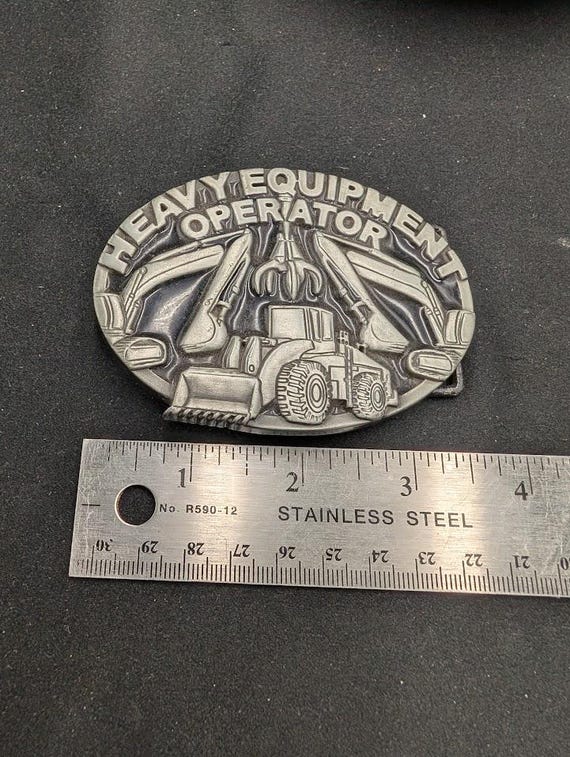 HEAVY EQUIPMENT
OPERATOR
1 2 3 4
No. R590-12 STAINLESS STEEL
30 29 28 27 26 25 24 23 22 21